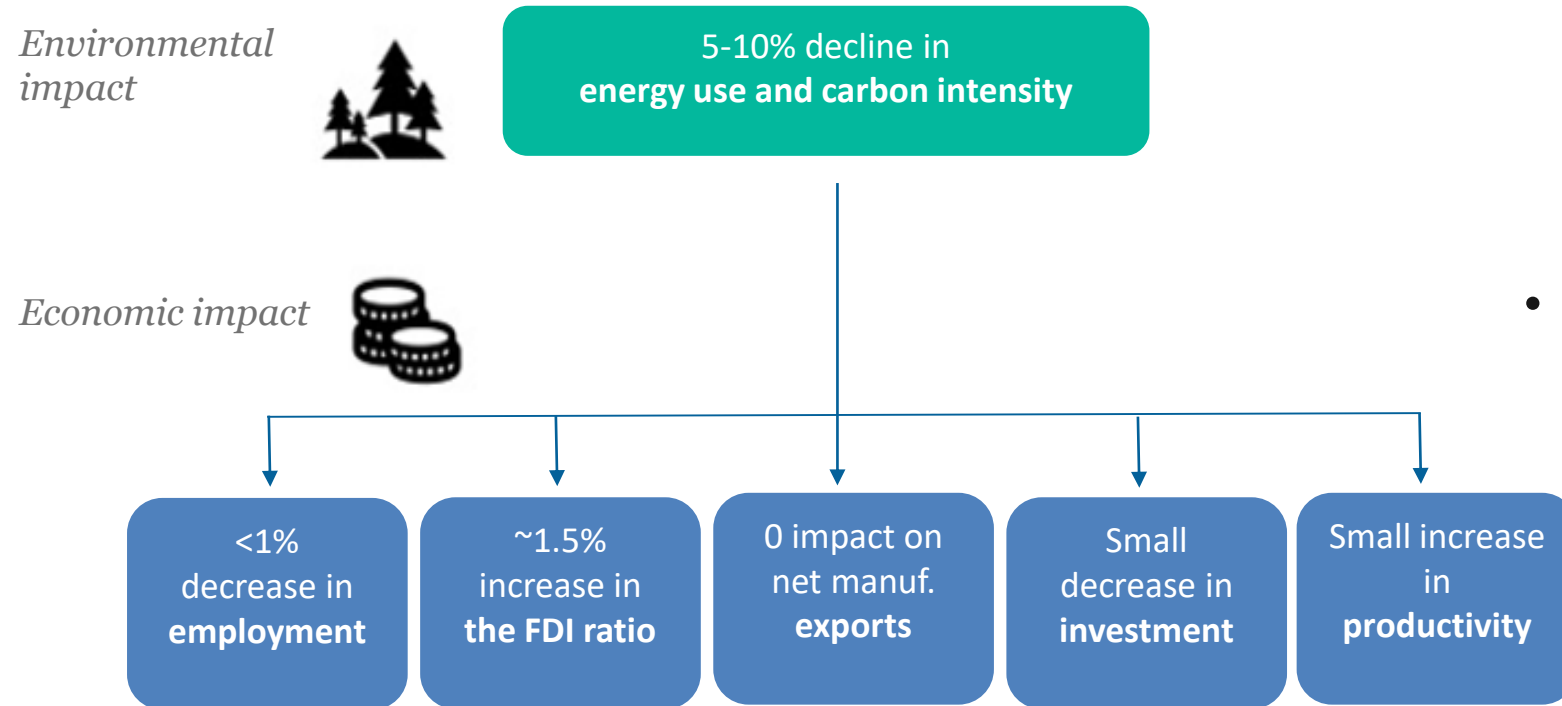 Environmental
impact
5-10% decline in
energy use and carbon intensity
Economic impact
•
<1%
decrease in
employment
~1.5%
increase in
the FDI ratio
0 impact on
net manuf.
exports
Small
decrease in
investment
Small increase
in
productivity